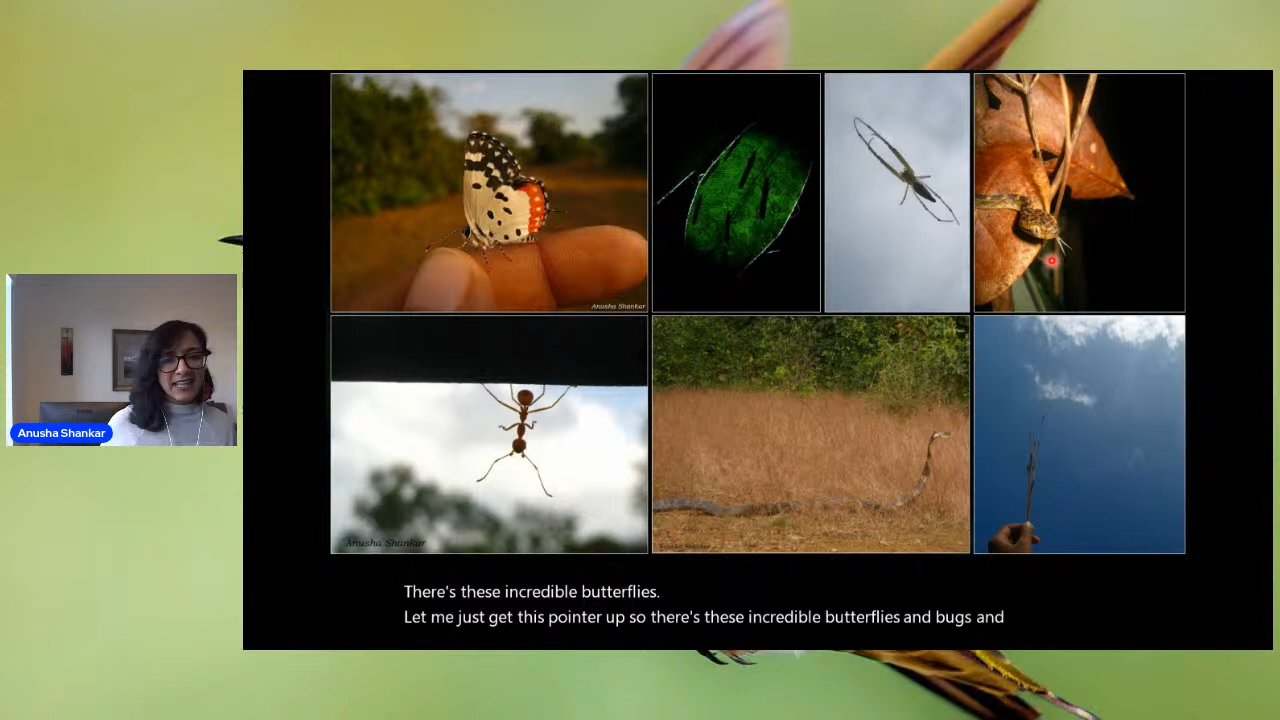 Anusha Shankar
Anusha Shankar
Anusha Shankar
There's these incredible butterflies.
Let me just get this pointer up so there's these incredible butterflies and bugs and